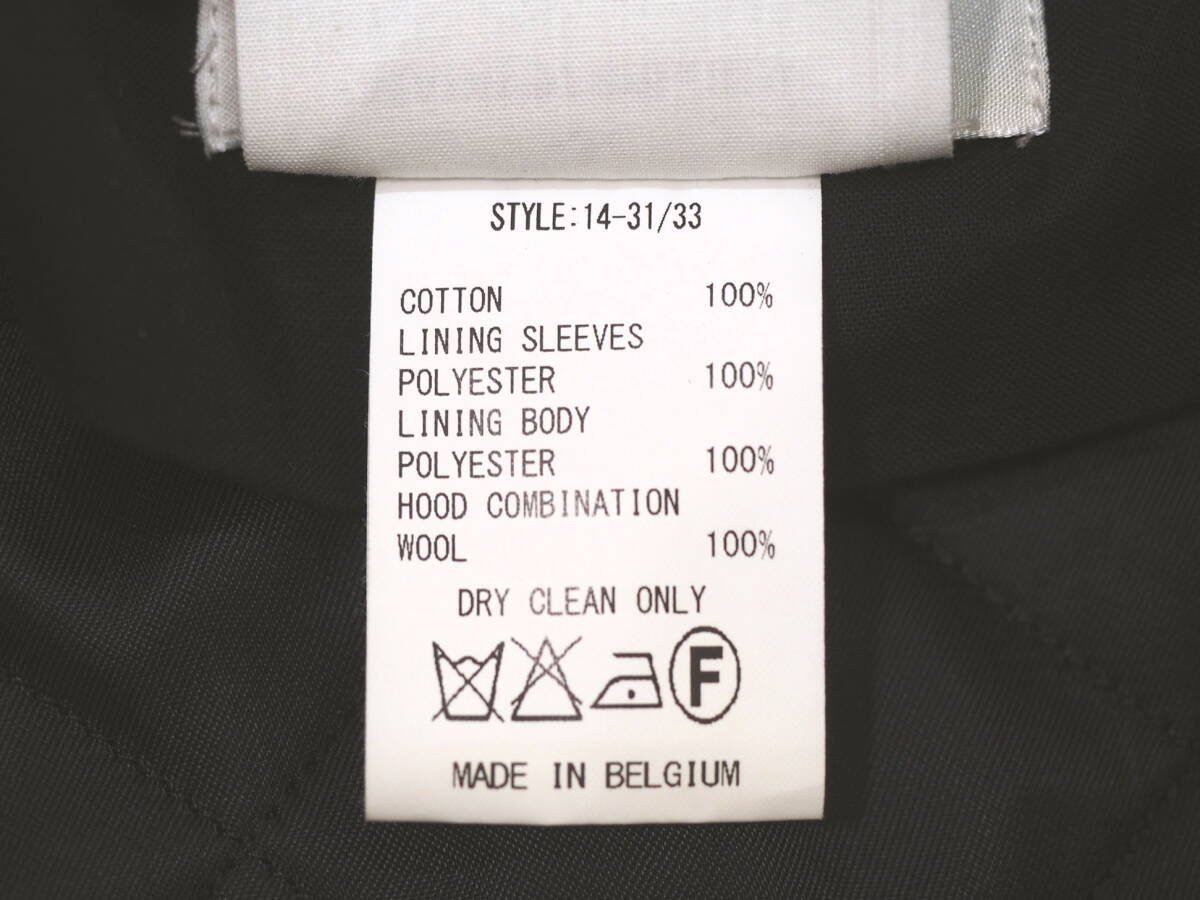 STYLE:14-31/33
COTTON 100%
LINING SLEEVES
POLYESTER 100%
LINING BODY
POLYESTER 100%
HOOD COMBINATION
WOOL 100%
DRY CLEAN ONLY
F
MADE IN BELGIUM